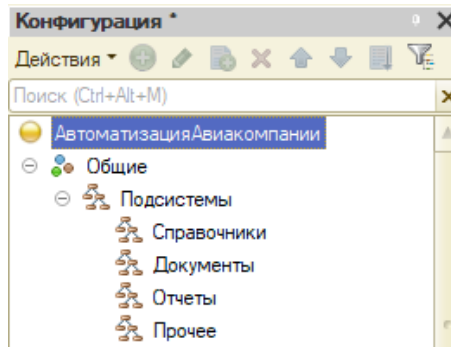 Конфигурация *
Действия
Поиск (Ctrl+Alt+M)
АвтоматизацияАвиакомпании
Общие
Подсистемы
Справочники
Документы
Отчеты
Прочее